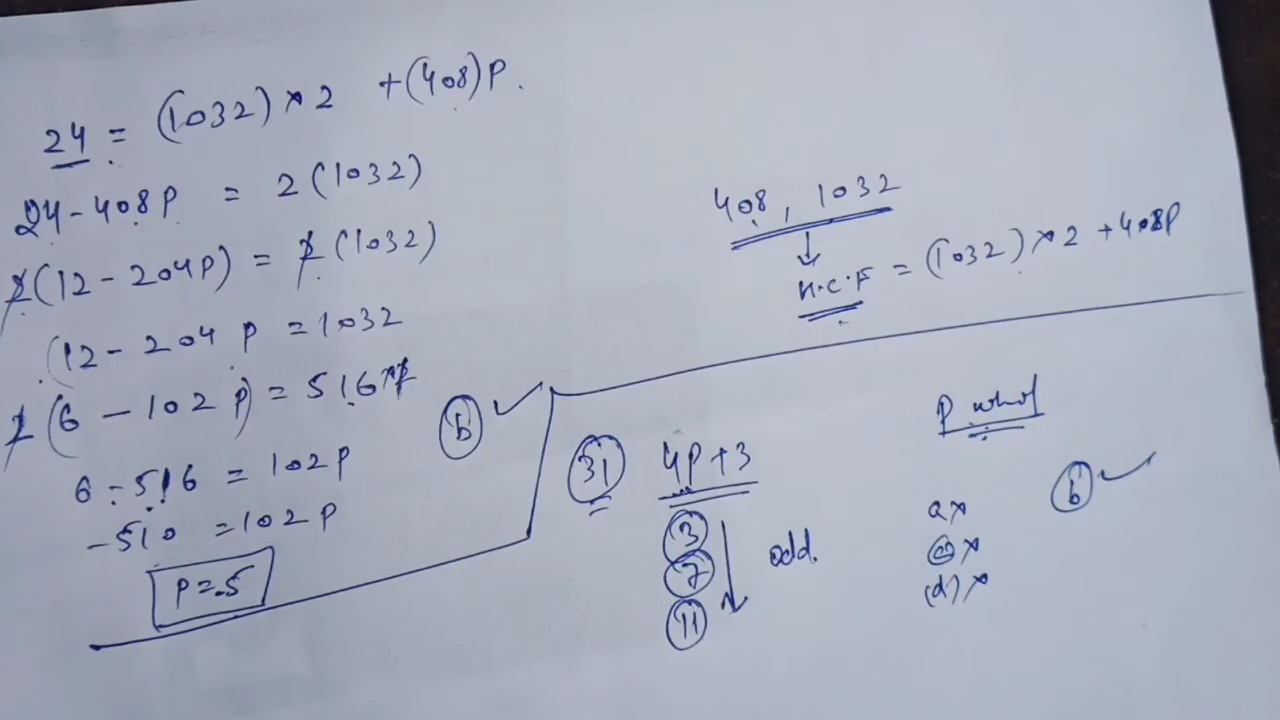 24 = (1032) × 2 + (408) P.
24 - 408 P = 2 (1032)
2 (12 - 204P) = 2 (1032)
(12 - 204 P = 1032
2 (6 - 102 P) = 516 × 2
6 - 516 = 102 P
- 510 = 102 P
P = -5
b ✓
408, 1032
↓
H.C.F = (1032) × 2 + 408P
31 4P + 3
3
7
11
odd.
P whol
a ×
c ×
(d) ×
b ✓